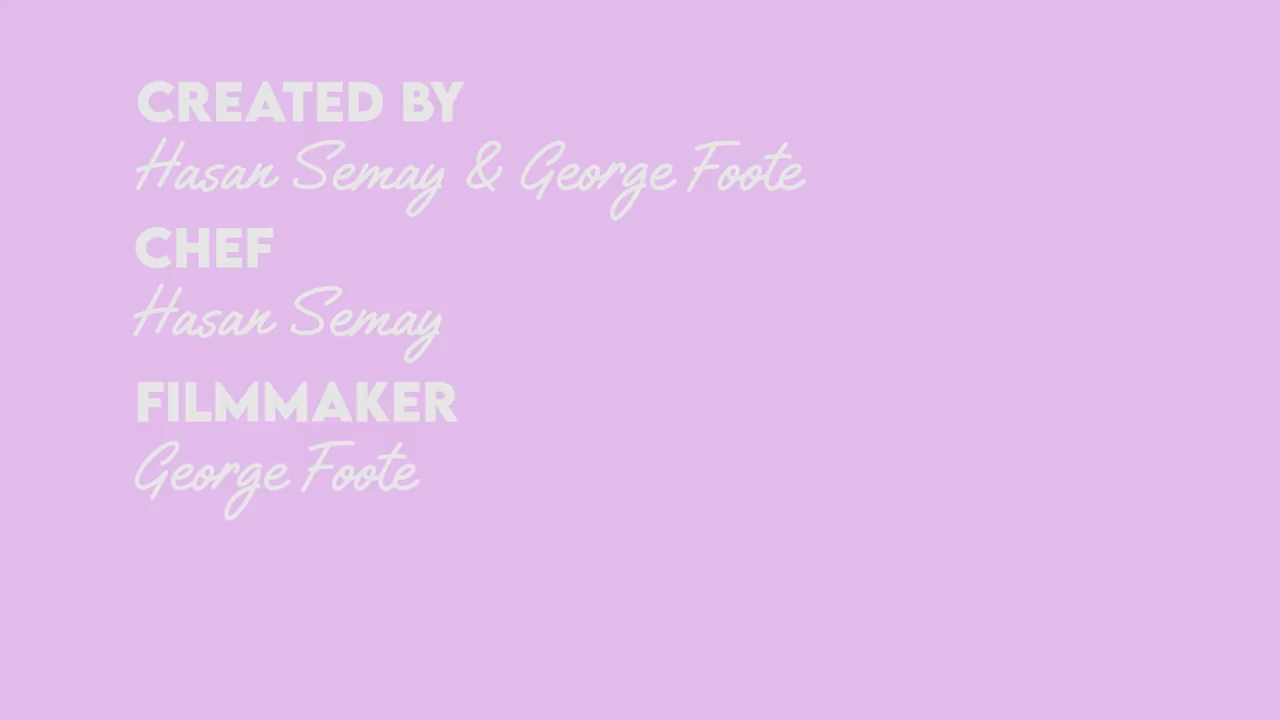 CREATED BY
Hasan Semay & George Foote
CHEF
Hasan Semay
FILMMAKER
George Foote